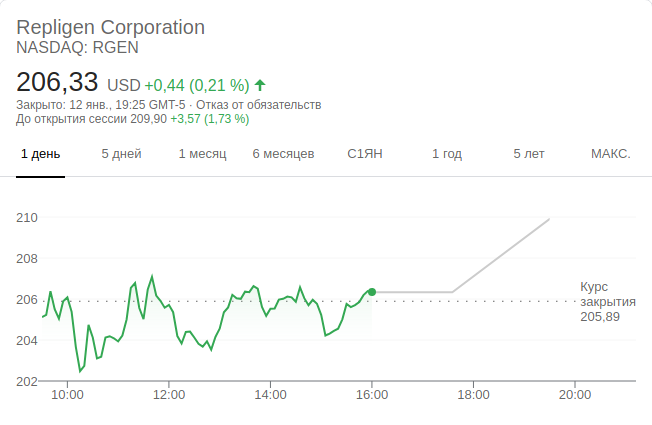 Repligen Corporation
NASDAQ: RGEN
206,33 USD +0,44 (0,21 %)
Закрыто: 12 янв., 19:25 GMT-5 · Отказ от обязательств
До открытия сессии 209,90 +3,57 (1,73 %)
1 день 5 дней 1 месяц 6 месяцев С1ЯН 1 год 5 лет МАКС.
210
208
206
204
202
Курс
закрытия
205,89
10:00 12:00 14:00 16:00 18:00 20:00